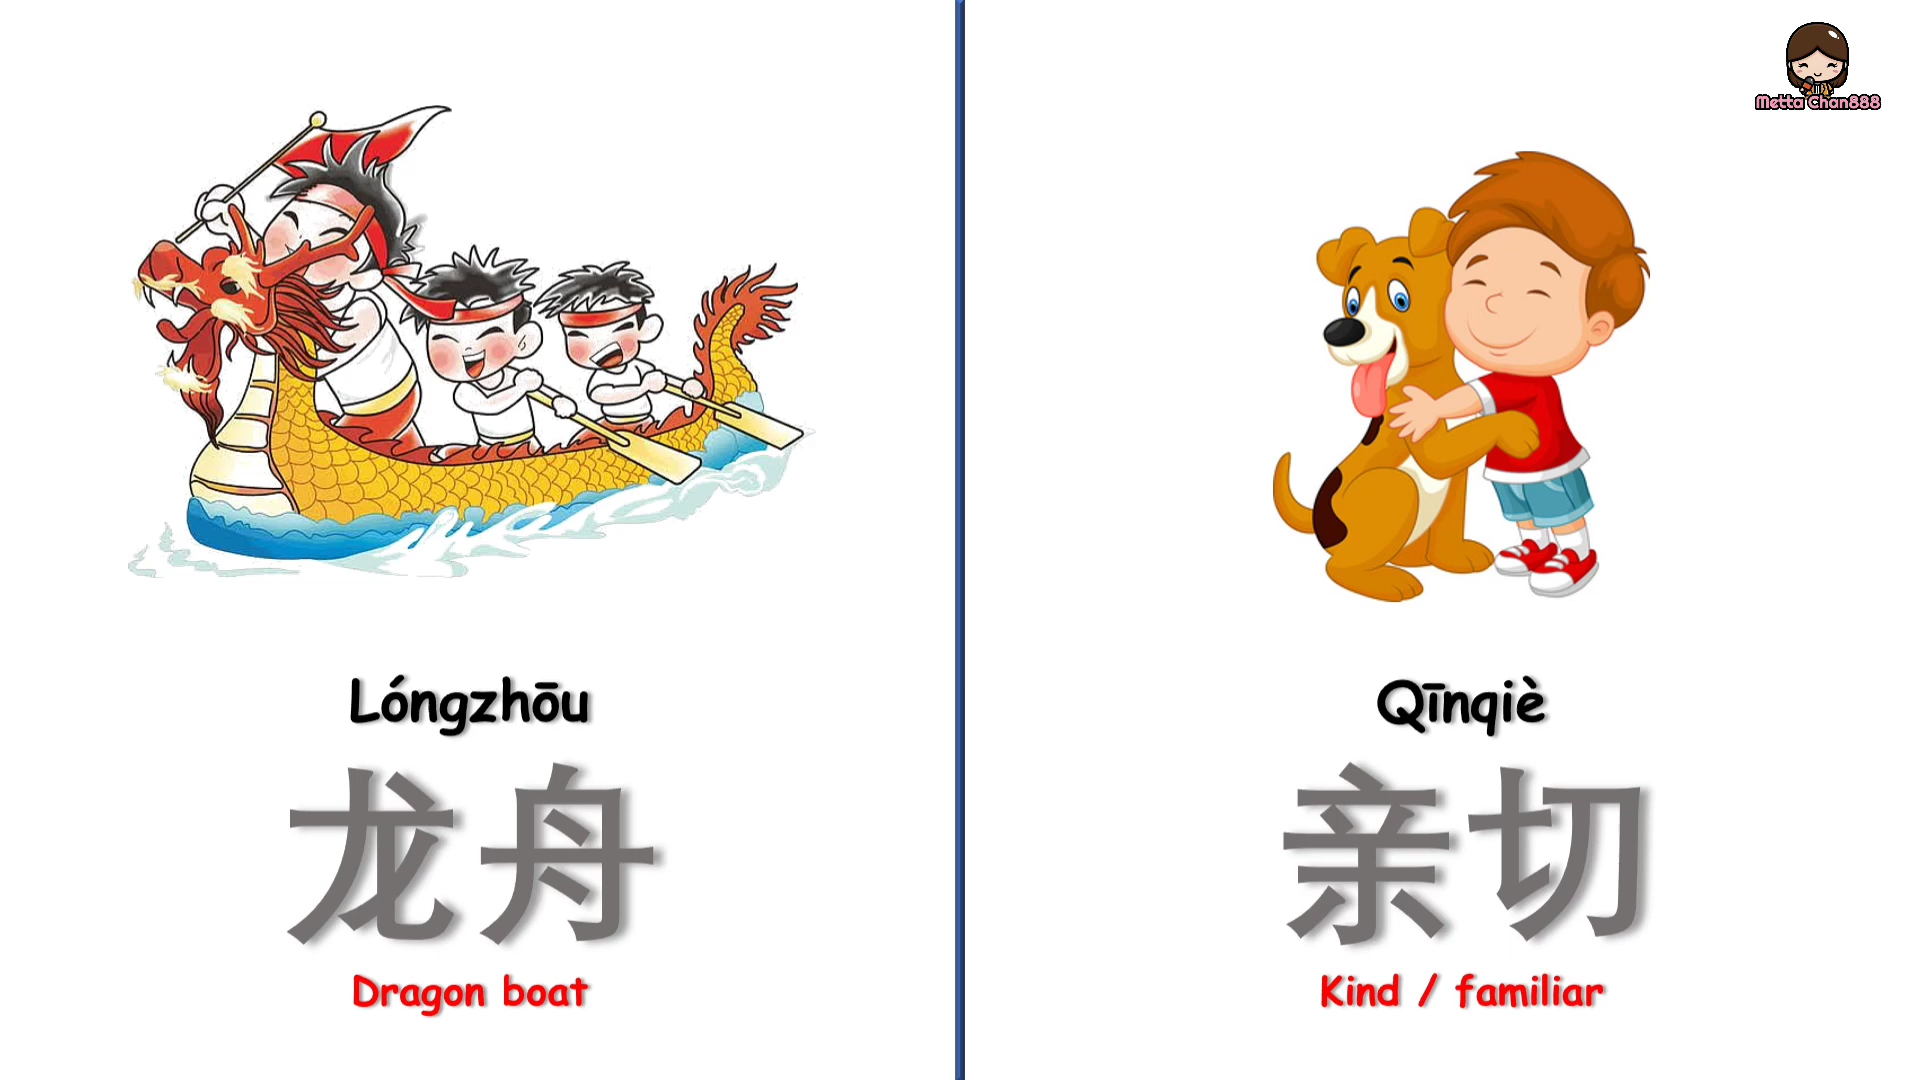 Metta Chan888
Lóngzhōu
龙舟
Dragon boat
Qīnqiè
亲切
Kind / familiar